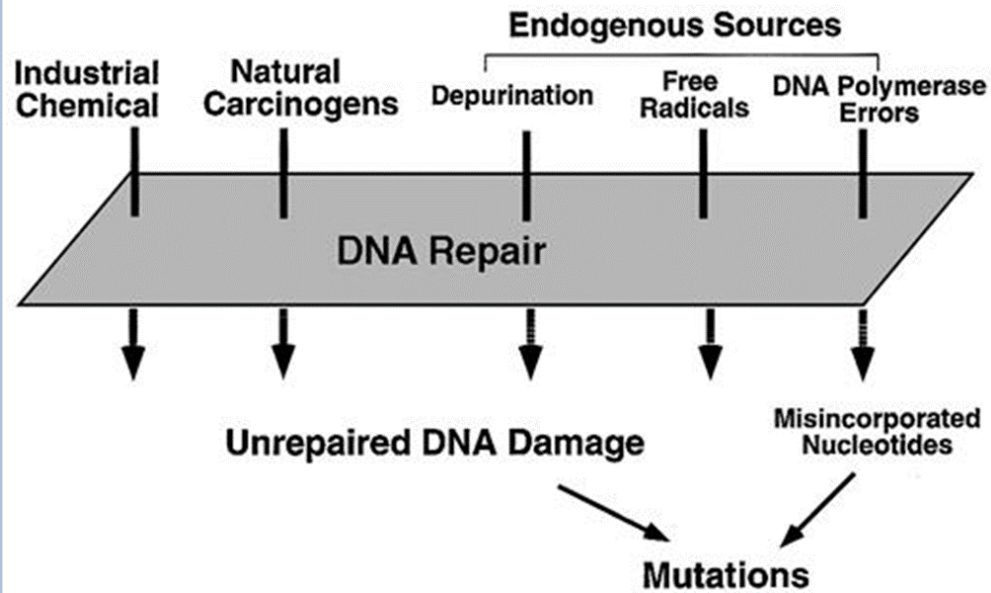 Endogenous Sources
Industrial
Chemical
Natural
Carcinogens
Depurination
Free
Radicals
DNA Polymerase
Errors
DNA Repair
Unrepaired DNA Damage
Misincorporated
Nucleotides
Mutations